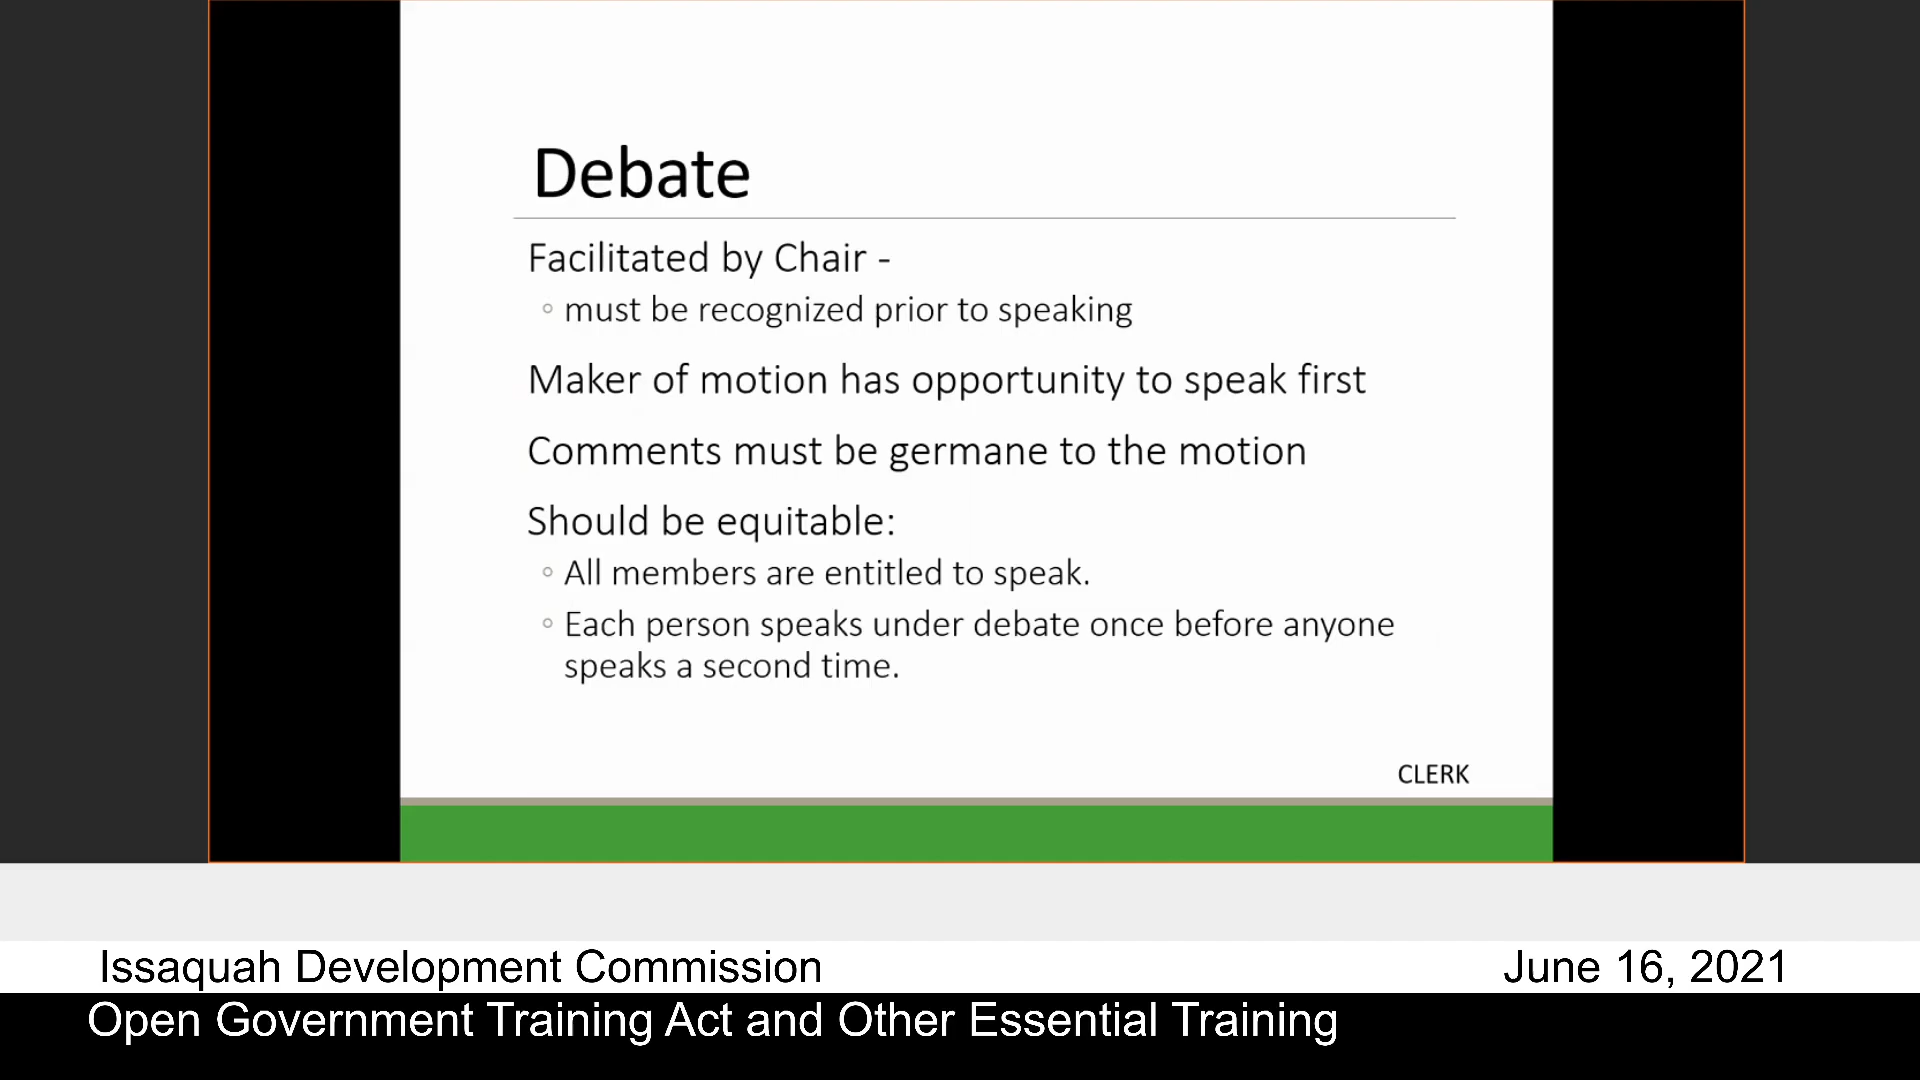 Debate
Facilitated by Chair -
◦ must be recognized prior to speaking
Maker of motion has opportunity to speak first
Comments must be germane to the motion
Should be equitable:
◦ All members are entitled to speak.
◦ Each person speaks under debate once before anyone
speaks a second time.
CLERK
Issaquah Development Commission
June 16, 2021
Open Government Training Act and Other Essential Training